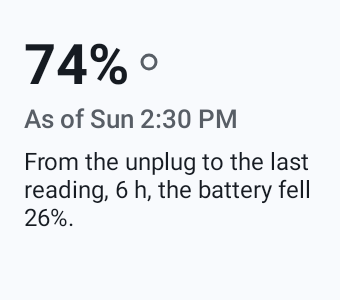 74%
As of Sun 2:30 PM
From the unplug to the last
reading, 6 h, the battery fell
26%.